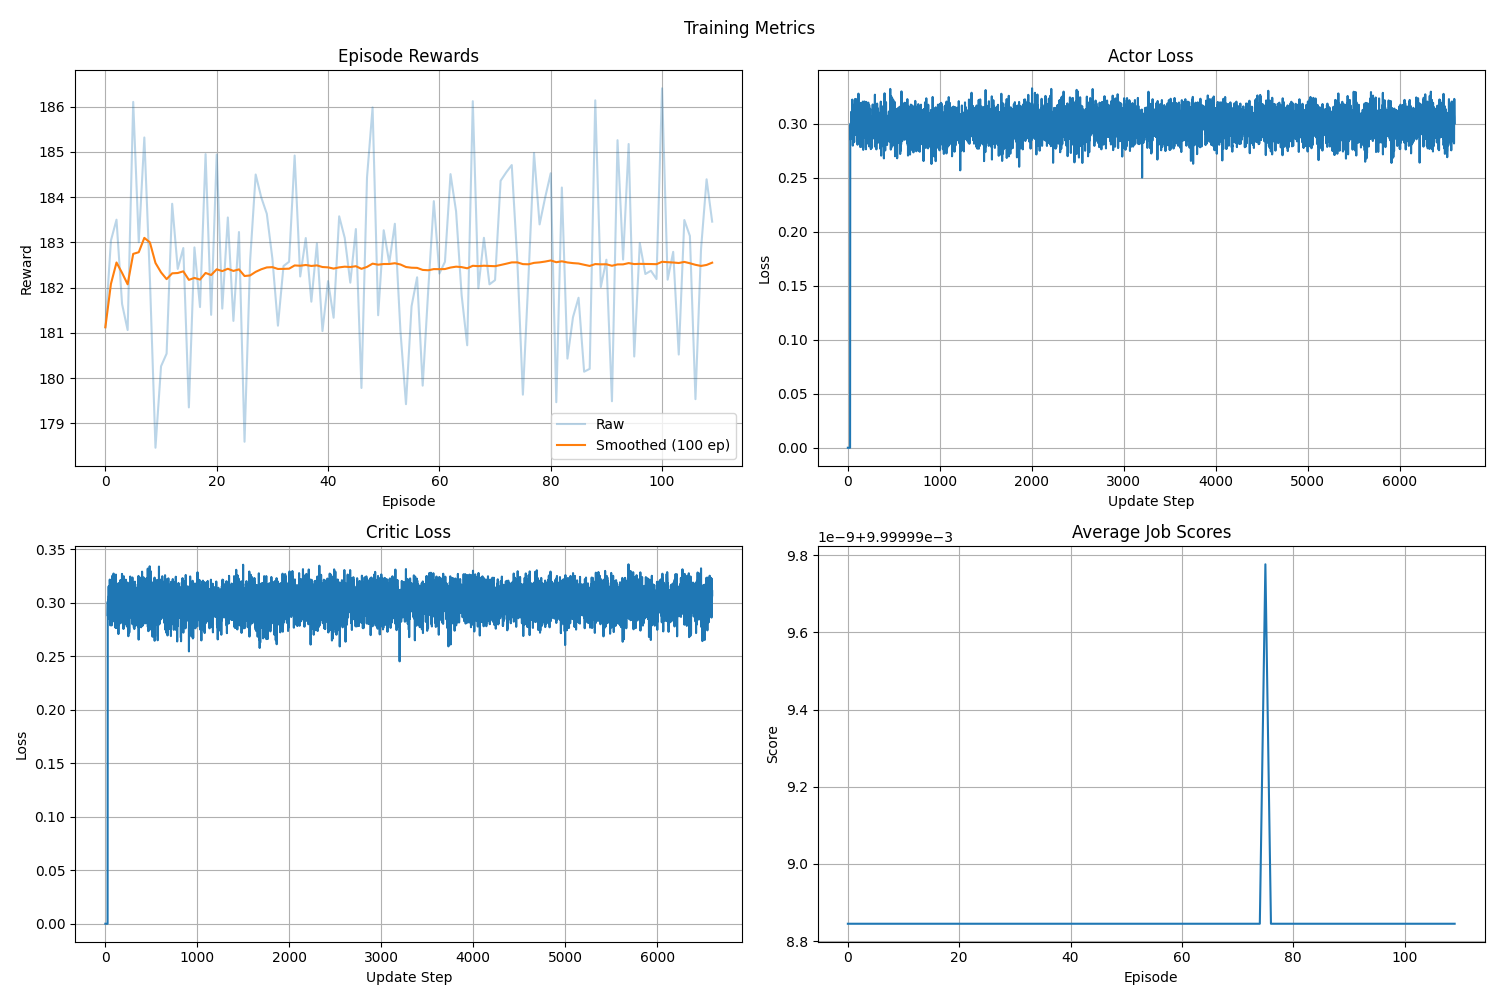 Training Metrics
Episode Rewards
186
185
184
183
182
181
180
179
Reward
0 20 40 60 80 100
Episode
Raw
Smoothed (100 ep)
Actor Loss
0.30
0.25
0.20
0.15
0.10
0.05
0.00
Loss
0 1000 2000 3000 4000 5000 6000
Update Step
Critic Loss
0.35
0.30
0.25
0.20
0.15
0.10
0.05
0.00
Loss
0 1000 2000 3000 4000 5000 6000
Update Step
Average Job Scores
1e−9+9.99999e−3
9.8
9.6
9.4
9.2
9.0
8.8
Score
0 20 40 60 80 100
Episode